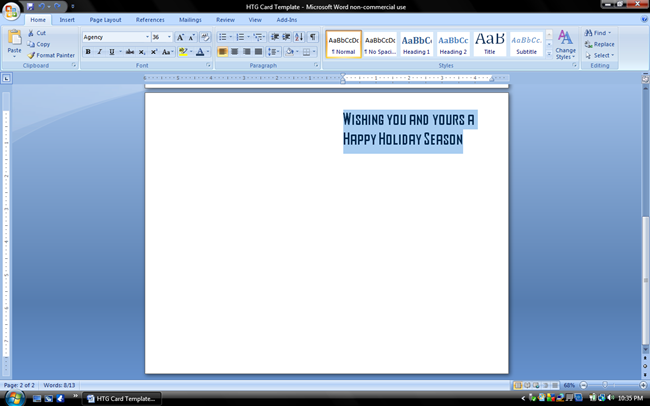 HTG Card Template - Microsoft Word non-commercial use
Home Insert Page Layout References Mailings Review View Add-Ins
Paste
Cut
Copy
Format Painter
Clipboard
Agency 36
B I U abe
Font
Paragraph
AaBbCcDc AaBbCcDc AaBbCc AaBbCc AaB AaBbCc.
¶ Normal ¶ No Spaci... Heading 1 Heading 2 Title Subtitle
Change
Styles
Styles
Find
Replace
Select
Editing
Wishing you and yours a
Happy Holiday Season
Page: 2 of 2 Words: 8/13
68%
HTG Card Template...
10:35 PM